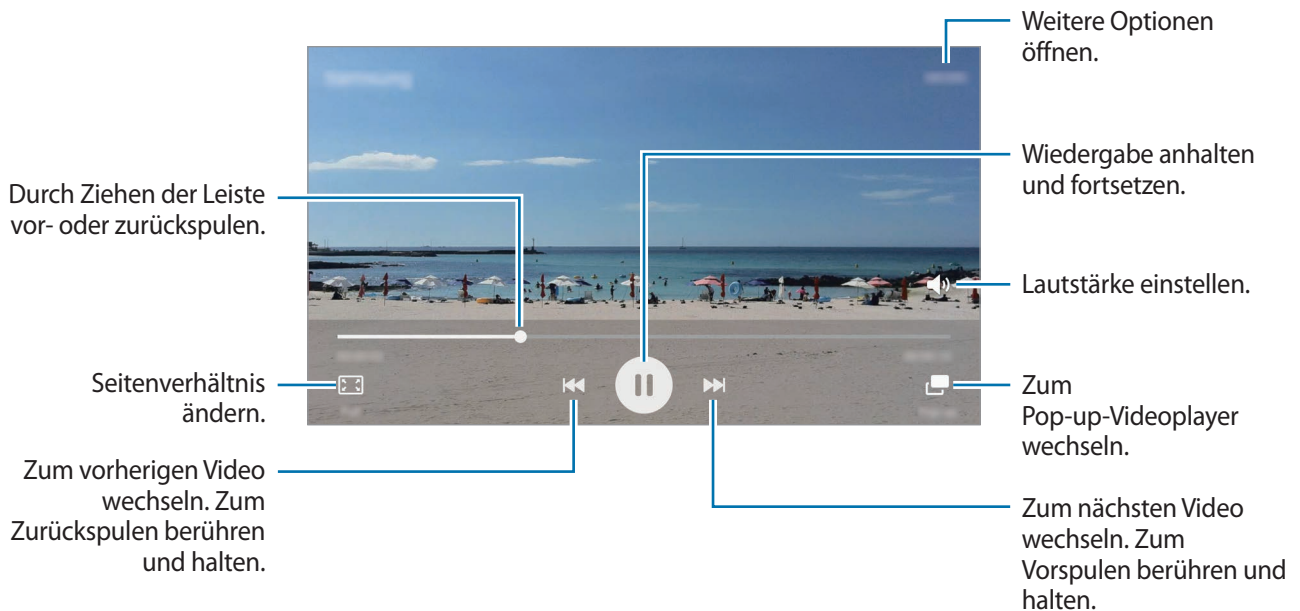 Weitere Optionen
öffnen.
Wiedergabe anhalten
und fortsetzen.
Durch Ziehen der Leiste
vor- oder zurückspulen.
Lautstärke einstellen.
Seitenverhältnis
ändern.
Zum
Pop-up-Videoplayer
wechseln.
Zum vorherigen Video
wechseln. Zum
Zurückspulen berühren
und halten.
Zum nächsten Video
wechseln. Zum
Vorspulen berühren und
halten.